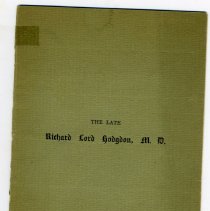 THE LATE
Richard Lord Hodgdon, M. D.